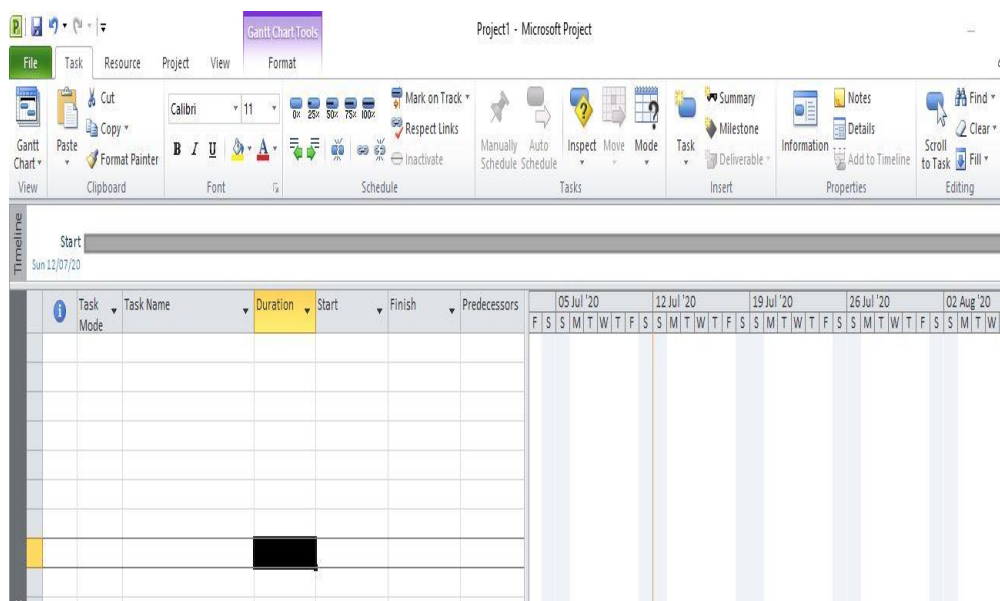 Project1 - Microsoft Project
Gantt Chart Tools
File Task Resource Project View Format
Gantt Chart
View
Paste
Cut
Copy
Format Painter
Clipboard
Calibri 11
B I U A
Font
0% 25% 50% 75% 100%
Mark on Track
Respect Links
Inactivate
Schedule
Manually Schedule
Auto Schedule
Inspect Move Mode
Tasks
Task
Summary
Milestone
Deliverable
Insert
Information
Notes
Details
Add to Timeline
Properties
Scroll to Task
Find
Clear
Fill
Editing
Timeline
Start
Sun 12/07/20
Task Mode Task Name Duration Start Finish Predecessors
05 Jul '20 12 Jul '20 19 Jul '20 26 Jul '20 02 Aug '20
F S S M T W T F S S M T W T F S S M T W T F S S M T W T F S S M T W